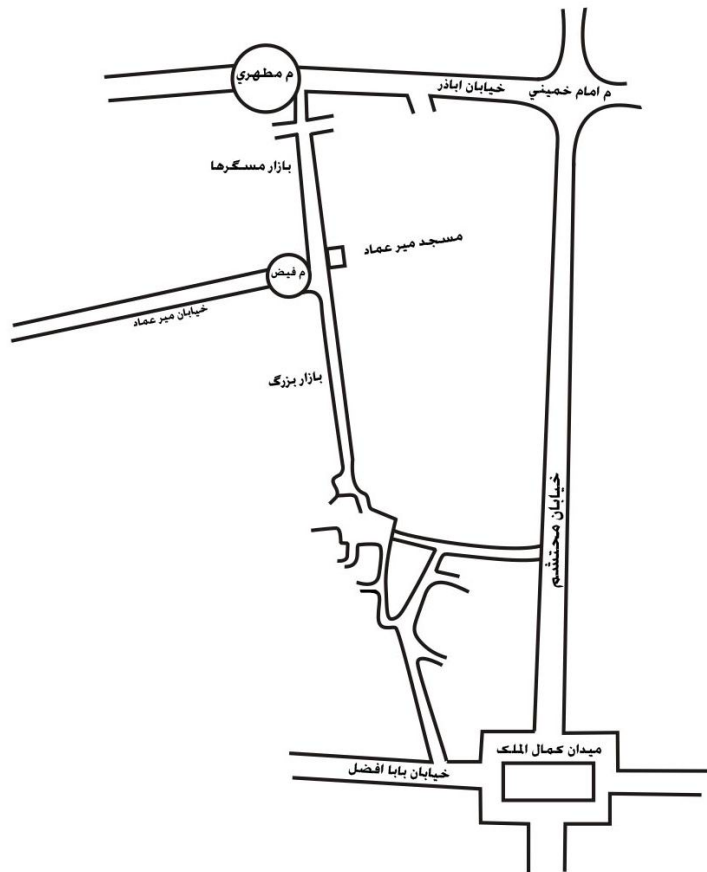 م مطهري
خيابان اباذر
م امام خميني
بازار مسگرها
مسجد مير عماد
م فيض
خيابان مير عماد
بازار بزرگ
خيابان محتشم
ميدان كمال الملک
خيابان بابا افضل